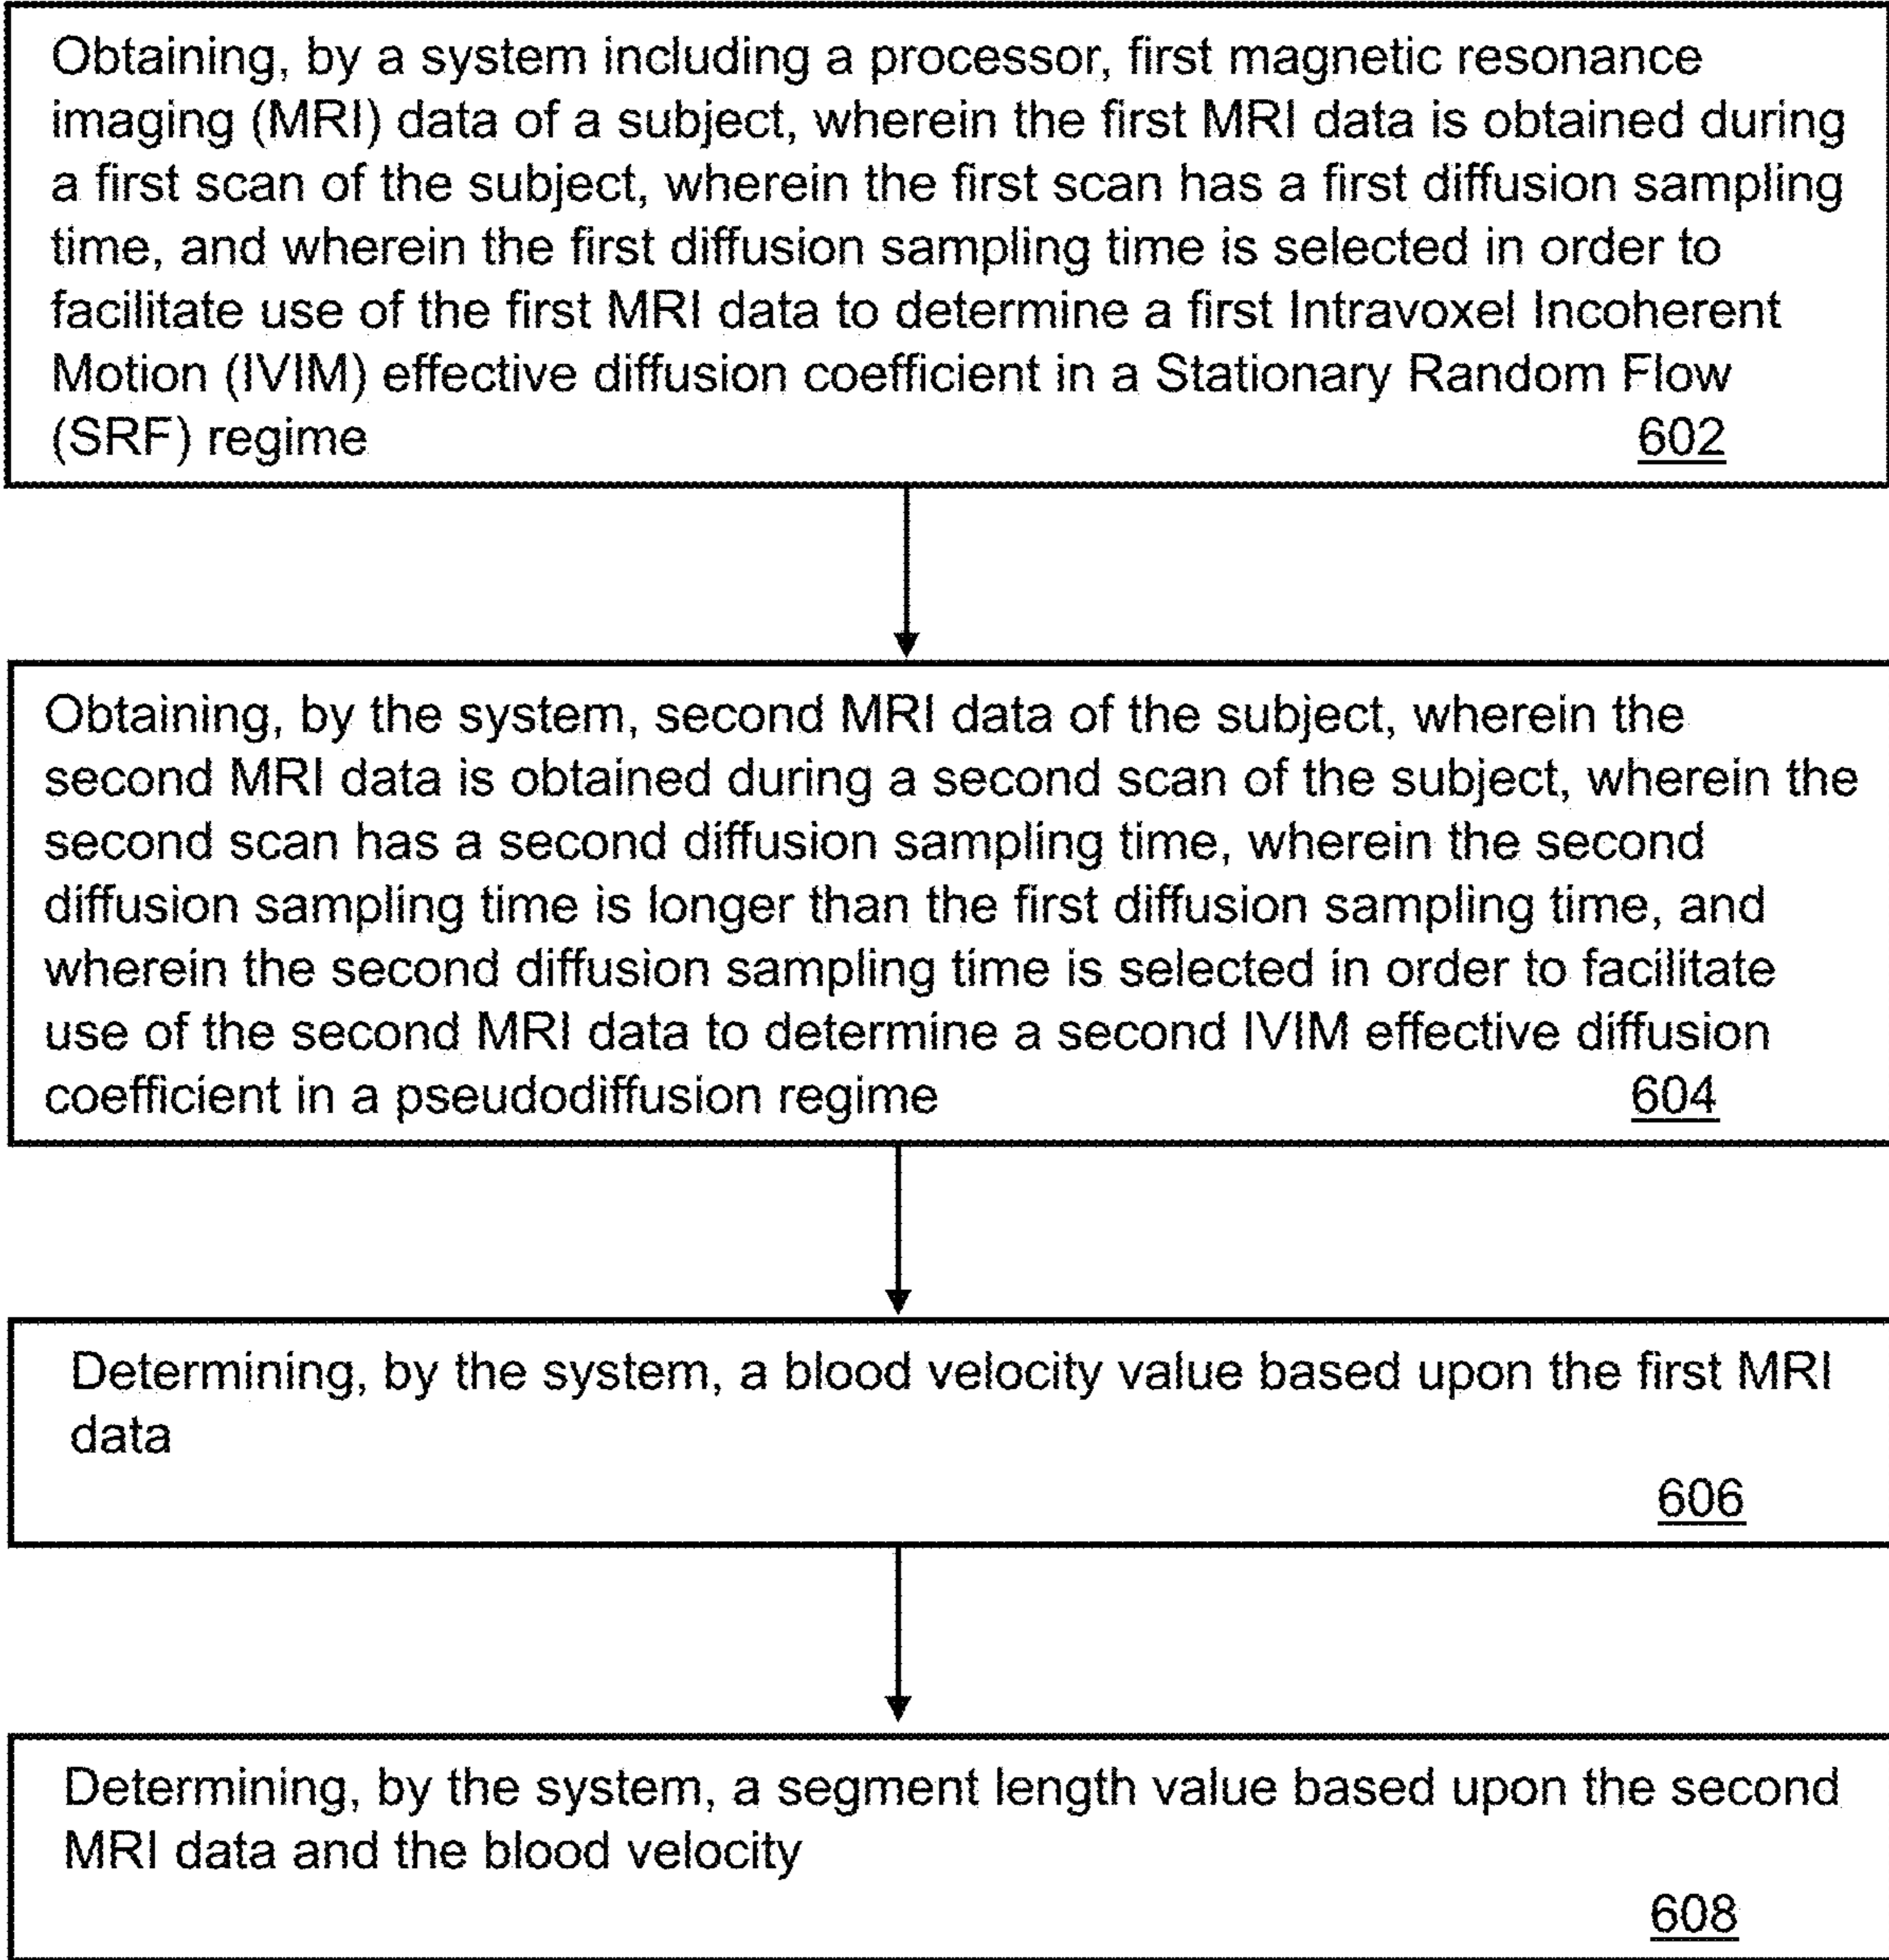 Obtaining, by a system including a processor, first magnetic resonance
imaging (MRI) data of a subject, wherein the first MRI data is obtained during
a first scan of the subject, wherein the first scan has a first diffusion sampling
time, and wherein the first diffusion sampling time is selected in order to
facilitate use of the first MRI data to determine a first Intravoxel Incoherent
Motion (IVIM) effective diffusion coefficient in a Stationary Random Flow
(SRF) regime 602
Obtaining, by the system, second MRI data of the subject, wherein the
second MRI data is obtained during a second scan of the subject, wherein the
second scan has a second diffusion sampling time, wherein the second
diffusion sampling time is longer than the first diffusion sampling time, and
wherein the second diffusion sampling time is selected in order to facilitate
use of the second MRI data to determine a second IVIM effective diffusion
coefficient in a pseudodiffusion regime 604
Determining, by the system, a blood velocity value based upon the first MRI
data
606
Determining, by the system, a segment length value based upon the second
MRI data and the blood velocity
608